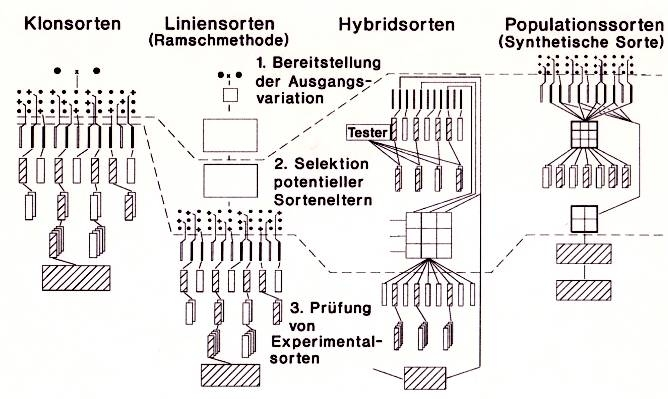 Klonsorten
Liniensorten
(Ramschmethode)
Hybridsorten
Populationssorten
(Synthetische Sorte)
x
x
1. Bereitstellung
der Ausgangs-
variation
Tester
2. Selektion
potentieller
Sorteneltern
3. Prüfung
von
Experimental-
sorten